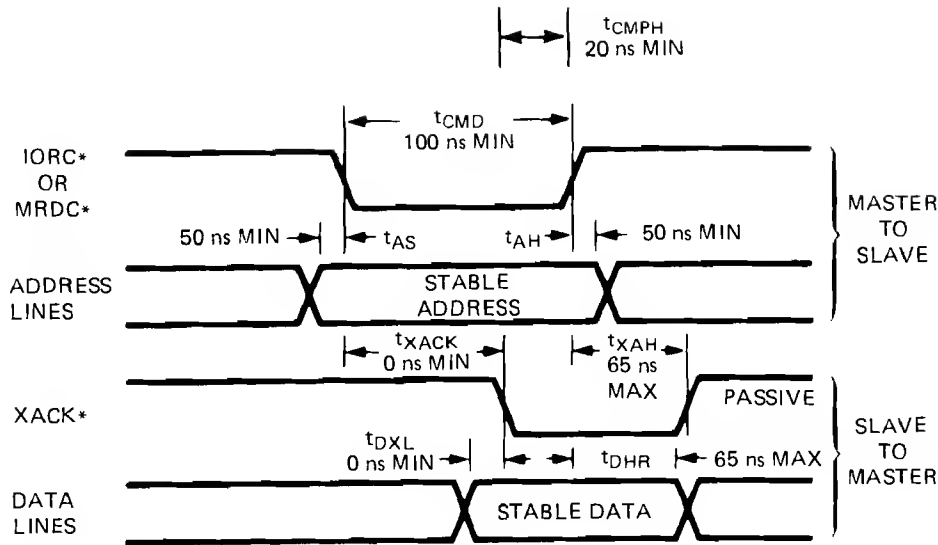 tCMPH
20 ns MIN
tCMD
100 ns MIN
IORC*
OR
MRDC*
50 ns MIN
tAS
tAH
50 ns MIN
MASTER
TO
SLAVE
ADDRESS
LINES
STABLE
ADDRESS
tXACK
0 ns MIN
tXAH
65 ns
MAX
XACK*
PASSIVE
tDXL
0 ns MIN
tDHR
65 ns MAX
SLAVE
TO
MASTER
DATA
LINES
STABLE DATA